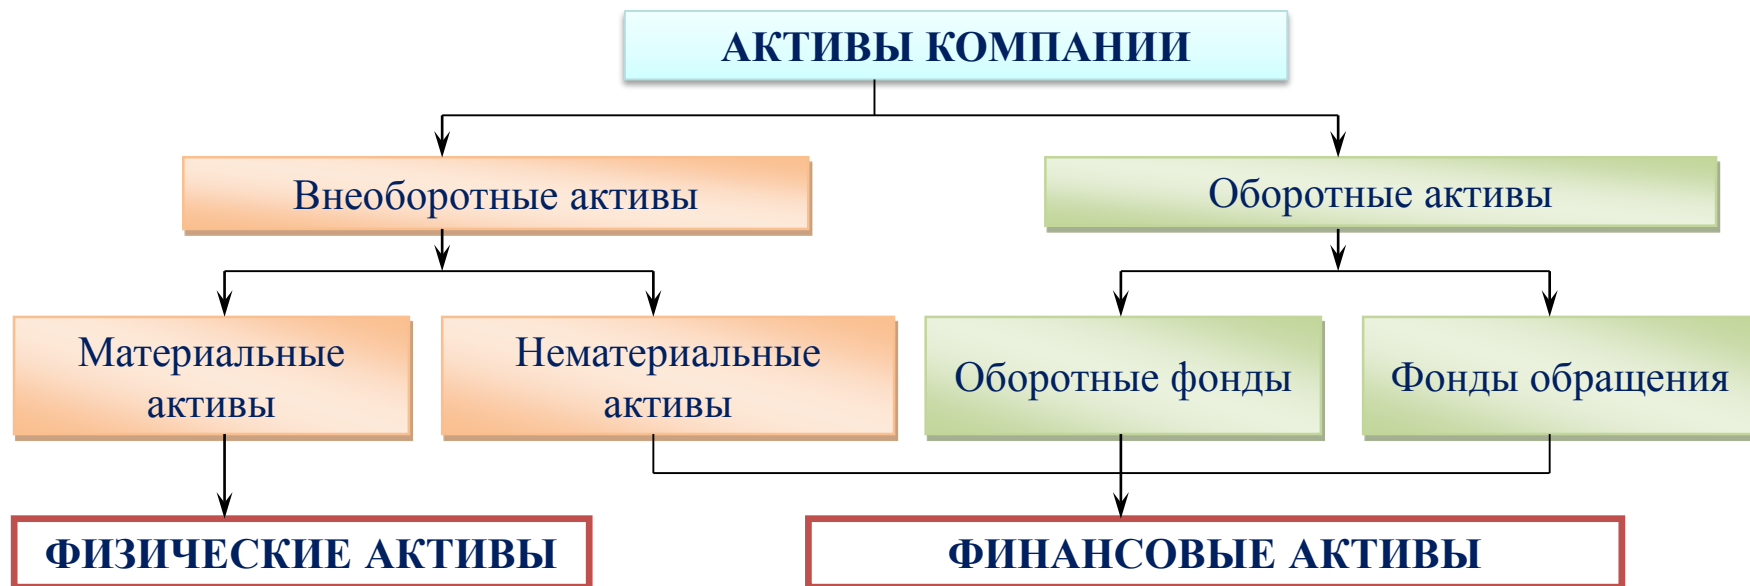 АКТИВЫ КОМПАНИИ
Внеоборотные активы
Оборотные активы
Материальные
активы
Нематериальные
активы
Оборотные фонды
Фонды обращения
ФИЗИЧЕСКИЕ АКТИВЫ
ФИНАНСОВЫЕ АКТИВЫ